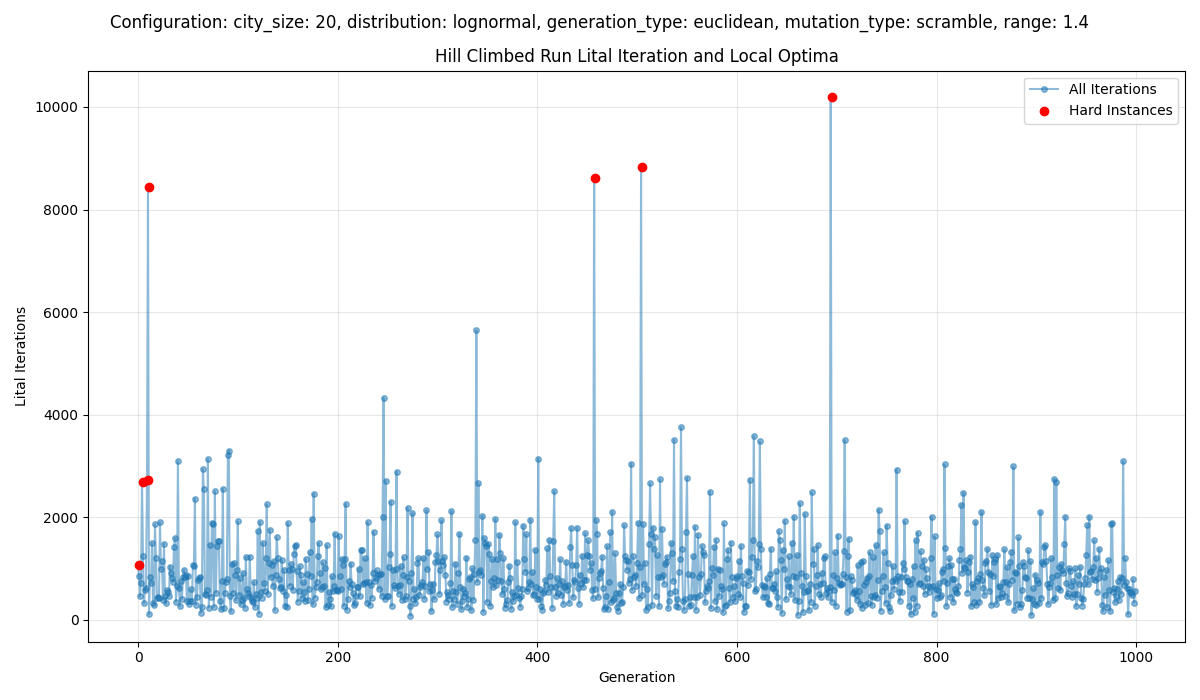 Configuration: city_size: 20, distribution: lognormal, generation_type: euclidean, mutation_type: scramble, range: 1.4
Hill Climbed Run Lital Iteration and Local Optima
All Iterations
Hard Instances
10000
8000
6000
4000
2000
0
Lital Iterations
0 200 400 600 800 1000
Generation